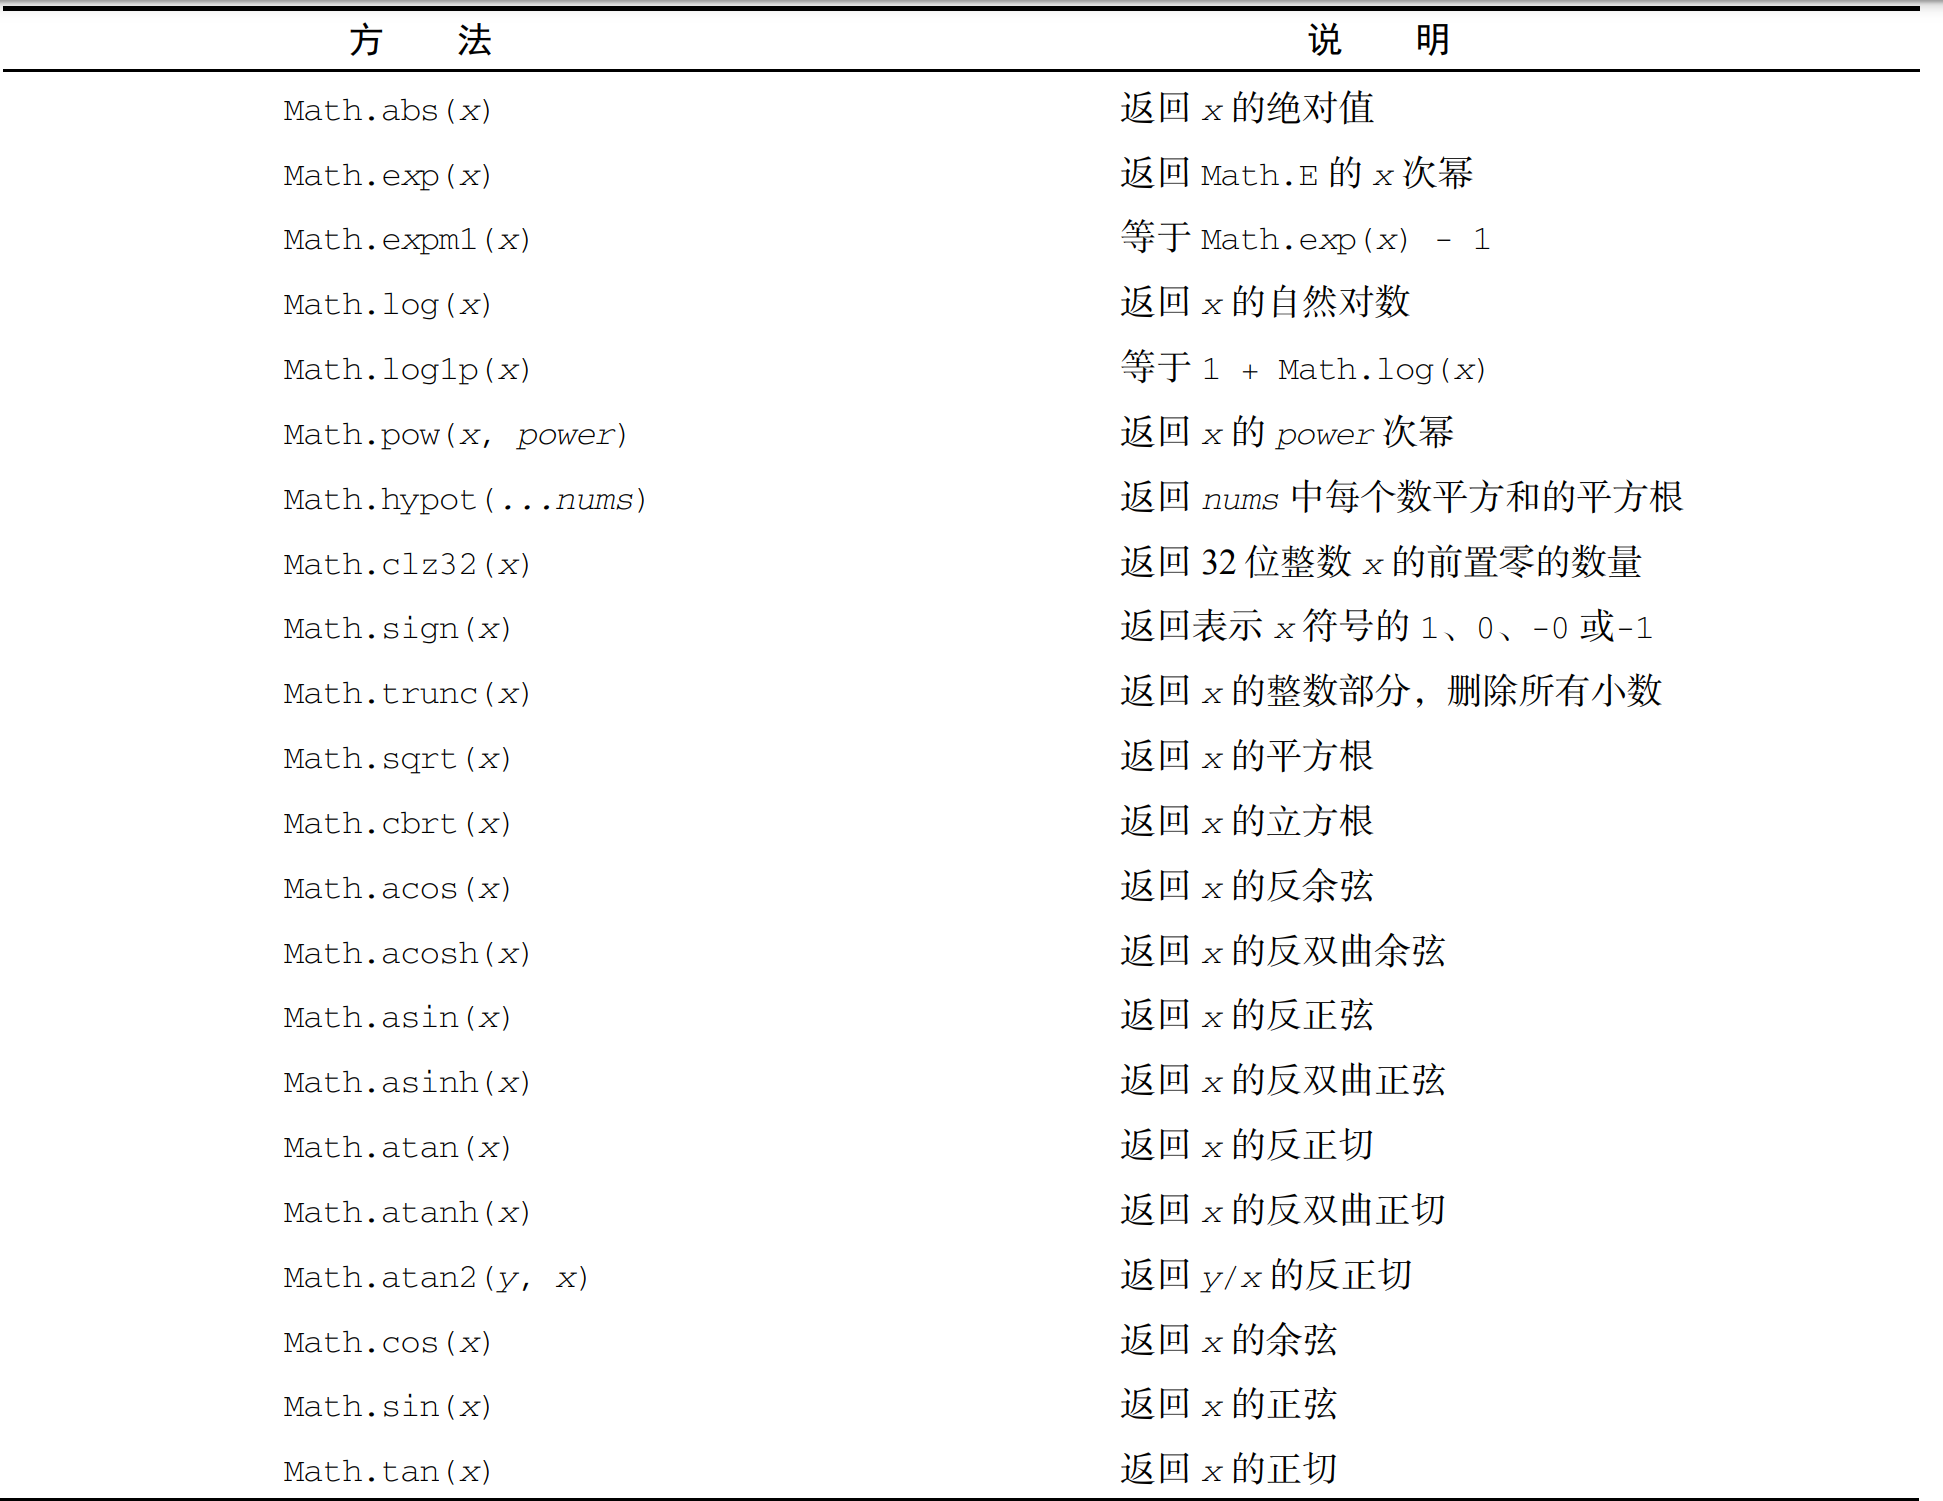 方 法 说 明
Math.abs(x) 返回 x 的绝对值
Math.exp(x) 返回 Math.E 的 x 次幂
Math.expm1(x) 等于 Math.exp(x) - 1
Math.log(x) 返回 x 的自然对数
Math.log1p(x) 等于 1 + Math.log(x)
Math.pow(x, power) 返回 x 的 power 次幂
Math.hypot(...nums) 返回 nums 中每个数平方和的平方根
Math.clz32(x) 返回 32 位整数 x 的前置零的数量
Math.sign(x) 返回表示 x 符号的 1、0、-0 或-1
Math.trunc(x) 返回 x 的整数部分，删除所有小数
Math.sqrt(x) 返回 x 的平方根
Math.cbrt(x) 返回 x 的立方根
Math.acos(x) 返回 x 的反余弦
Math.acosh(x) 返回 x 的反双曲余弦
Math.asin(x) 返回 x 的反正弦
Math.asinh(x) 返回 x 的反双曲正弦
Math.atan(x) 返回 x 的反正切
Math.atanh(x) 返回 x 的反双曲正切
Math.atan2(y, x) 返回 y/x 的反正切
Math.cos(x) 返回 x 的余弦
Math.sin(x) 返回 x 的正弦
Math.tan(x) 返回 x 的正切